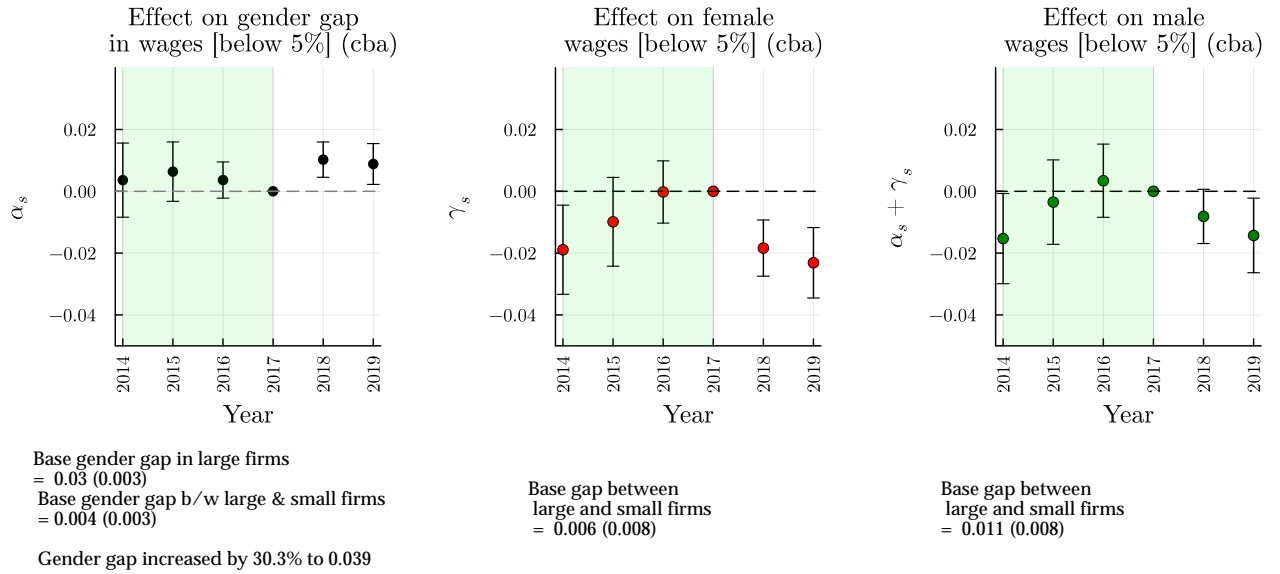 Effect on gender gap
in wages [below 5%] (cba)
α_s
0.02
0.00
−0.02
−0.04
2014
2015
2016
2017
2018
2019
Year
Base gender gap in large firms
= 0.03 (0.003)
Base gender gap b/w large & small firms
= 0.004 (0.003)
Gender gap increased by 30.3% to 0.039
Effect on female
wages [below 5%] (cba)
γ_s
0.02
0.00
−0.02
−0.04
2014
2015
2016
2017
2018
2019
Year
Base gap between
large and small firms
= 0.006 (0.008)
Effect on male
wages [below 5%] (cba)
α_s + γ_s
0.02
0.00
−0.02
−0.04
2014
2015
2016
2017
2018
2019
Year
Base gap between
large and small firms
= 0.011 (0.008)